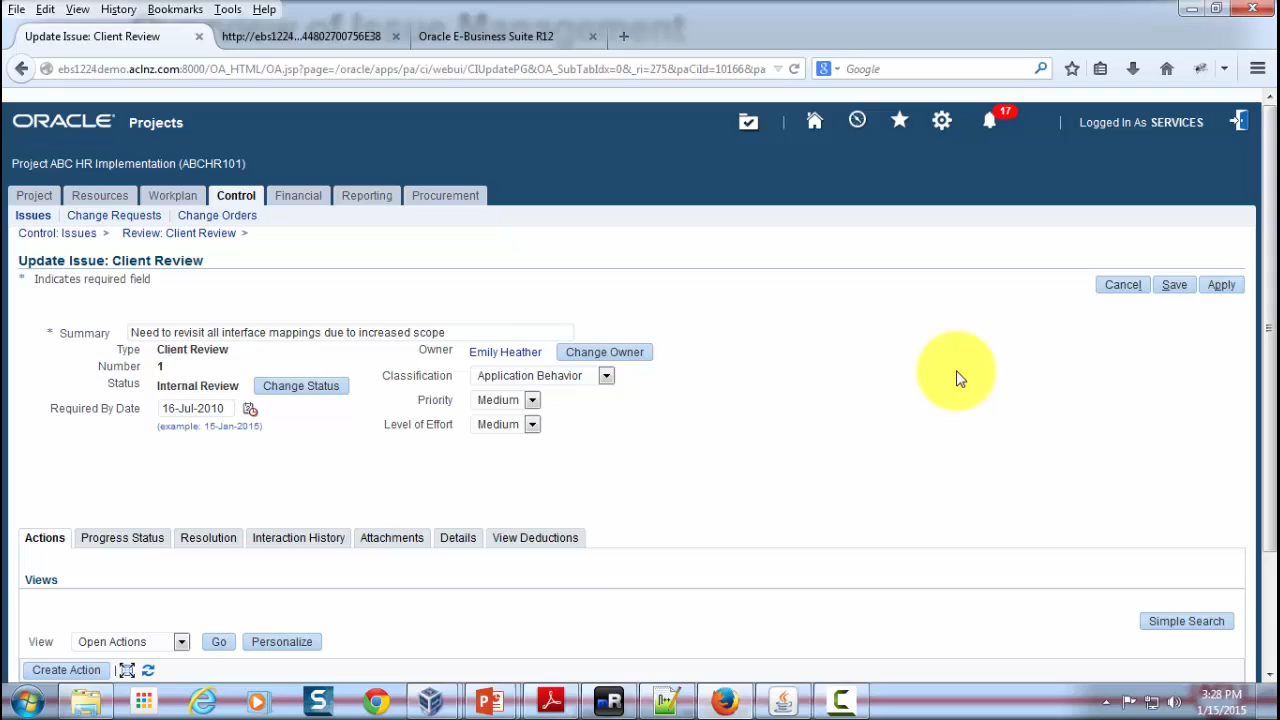 File Edit View History Bookmarks Tools Help
Update Issue: Client Review × http://ebs1224...44802700756E38 × Oracle E-Business Suite R12 × +
ebs1224demo.aclnz.com:8000/OA_HTML/OA.jsp?page=/oracle/apps/pa/ci/webui/CIUpdatePG&OA_SubTabIdx=0&_ri=275&paCiId=10166&pa Google
ORACLE Projects 17 Logged In As SERVICES
Project ABC HR Implementation (ABCHR101)
Project Resources Workplan Control Financial Reporting Procurement
Issues Change Requests Change Orders
Control: Issues > Review: Client Review >
Update Issue: Client Review
* Indicates required field
Cancel Save Apply
* Summary Need to revisit all interface mappings due to increased scope
Type Client Review Owner Emily Heather Change Owner
Number 1
Status Internal Review Change Status Classification Application Behavior
Required By Date 16-Jul-2010 Priority Medium
(example: 15-Jan-2015) Level of Effort Medium
Actions Progress Status Resolution Interaction History Attachments Details View Deductions
Views
Simple Search
View Open Actions Go Personalize
Create Action
3:28 PM
1/15/2015